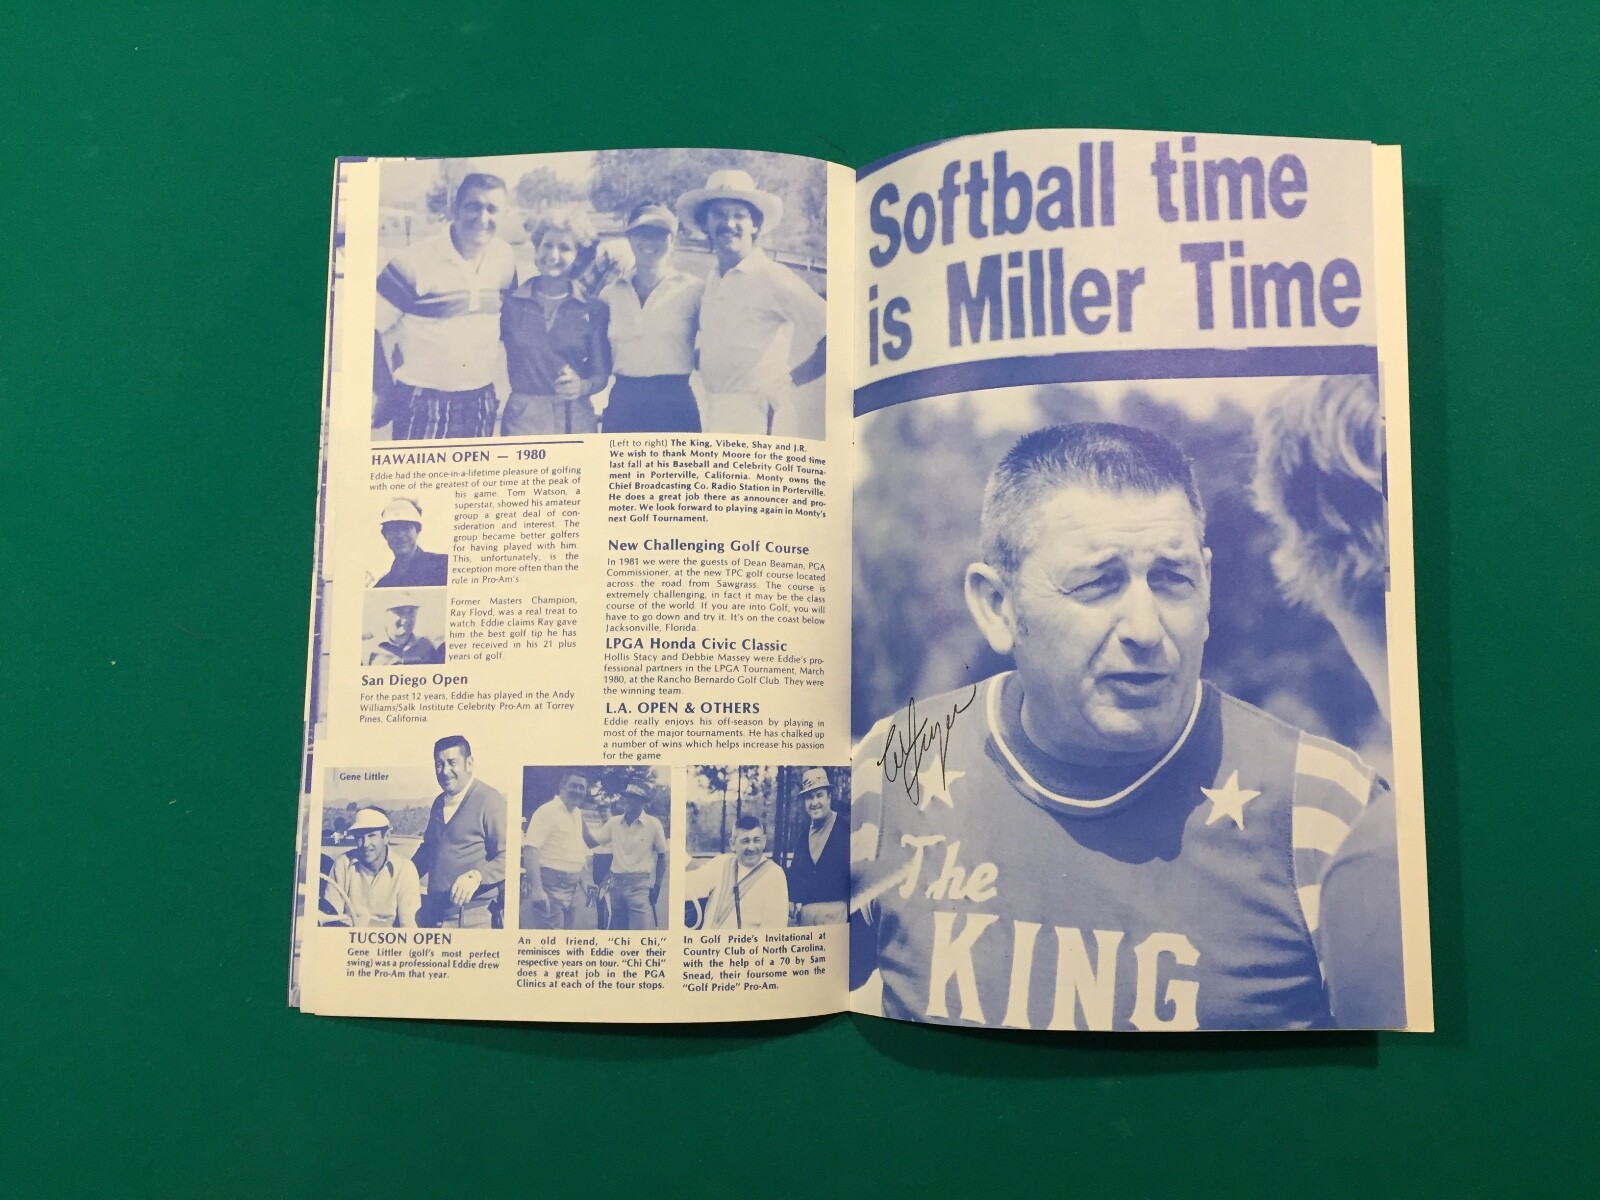 HAWAIIAN OPEN — 1980
Eddie had the once-in-a-lifetime pleasure of golfing
with one of the greatest of our time at the peak of
his game. Tom Watson, a
superstar, showed his amateur
group a great deal of con-
sideration and interest. The
group became better golfers
for having played with him.
This, unfortunately, is the
exception more often than the
rule in Pro-Am's.
Former Masters Champion,
Ray Floyd, was a real treat to
watch. Eddie claims Ray gave
him the best golf tip he has
ever received in his 21 plus
years of golf.
San Diego Open
For the past 12 years, Eddie has played in the Andy
Williams/Salk Institute Celebrity Pro-Am at Torrey
Pines, California.
Gene Littler
TUCSON OPEN
Gene Littler (golf's most perfect
swing) was a professional Eddie drew
in the Pro-Am that year.
(Left to right) The King, Vibeke, Shay and J.R.
We wish to thank Monty Moore for the good time
last fall at his Baseball and Celebrity Golf Tourna-
ment in Porterville, California. Monty owns the
Chief Broadcasting Co. Radio Station in Porterville.
He does a great job there as announcer and pro-
moter. We look forward to playing again in Monty's
next Golf Tournament.
New Challenging Golf Course
In 1981 we were the guests of Dean Beaman, PGA
Commissioner, at the new TPC golf course located
across the road from Sawgrass. The course is
extremely challenging, in fact it may be the class
course of the world. If you are into Golf, you will
have to go down and try it. It's on the coast below
Jacksonville, Florida.
LPGA Honda Civic Classic
Hollis Stacy and Debbie Massey were Eddie's pro-
fessional partners in the LPGA Tournament, March
1980, at the Rancho Bernardo Golf Club. They were
the winning team.
L.A. OPEN & OTHERS
Eddie really enjoys his off-season by playing in
most of the major tournaments. He has chalked up
a number of wins which helps increase his passion
for the game.
An old friend, "Chi Chi,"
reminisces with Eddie over their
respective years on tour. "Chi Chi"
does a great job in the PGA
Clinics at each of the tour stops.
In Golf Pride's Invitational at
Country Club of North Carolina,
with the help of a 70 by Sam
Snead, their foursome won the
"Golf Pride" Pro-Am.
Softball time
is Miller Time
The
KING